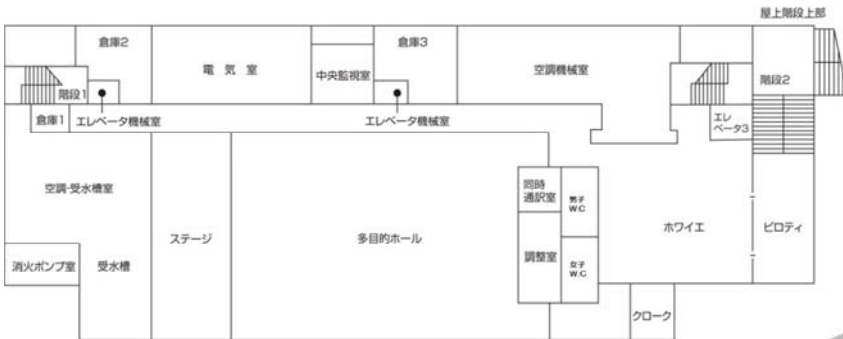 屋上階段上部
倉庫2
倉庫3
電気室
中央監視室
空調機械室
階段2
階段1
エレベータ機械室
エレベータ機械室
倉庫1
エレ
ベータ3
空調・受水槽室
同時
通訳室
男子
W.C
ステージ
多目的ホール
ホワイエ
ピロティ
調整室
女子
W.C
消火ポンプ室
受水槽
クローク